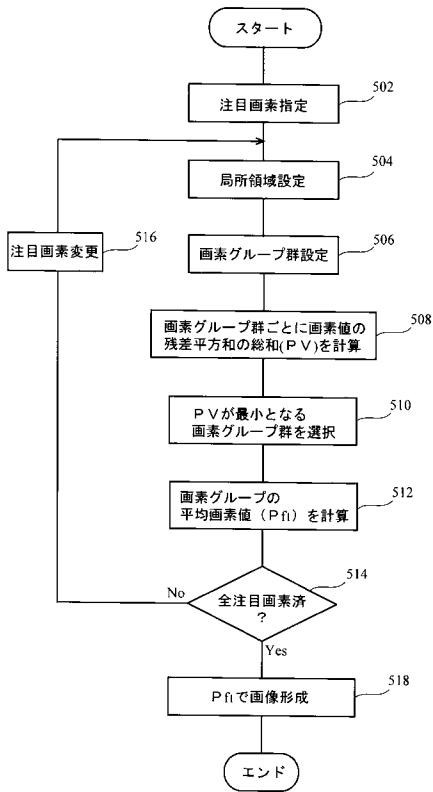 スタート
注目画素指定
502
局所領域設定
504
注目画素変更
516
画素グループ群設定
506
画素グループ群ごとに画素値の
残差平方和の総和(PV)を計算
508
PVが最小となる
画素グループ群を選択
510
画素グループの
平均画素値(Pft)を計算
512
全注目画素済
?
514
No
Yes
Pftで画像形成
518
エンド